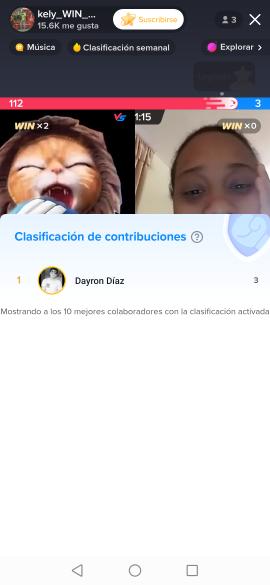 kely_WIN_...
15.6K me gusta
Suscribirse
3
Música
Clasificación semanal
Explorar >
112
3
WIN ×2
VS
1:15
WIN ×0
Clasificación de contribuciones ?
1 Dayron Díaz 3
Mostrando a los 10 mejores colaboradores con la clasificación activada